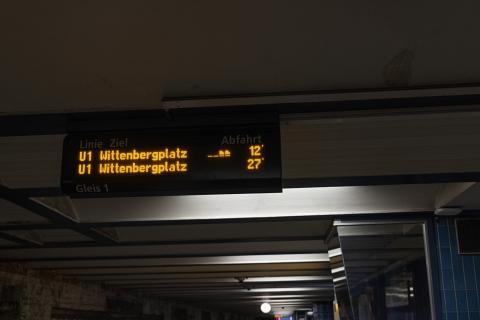 Linie Ziel Abfahrt
U1 Wittenbergplatz 12'
U1 Wittenbergplatz 27'
Gleis 1